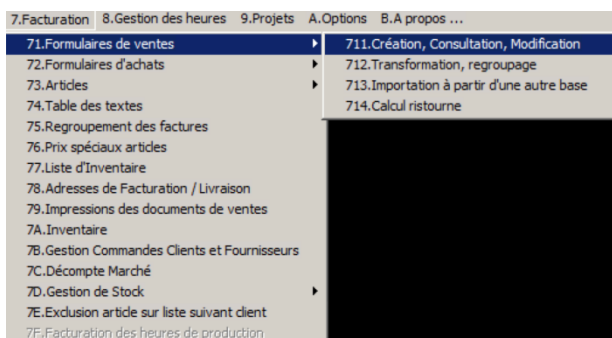 7.Facturation 8.Gestion des heures 9.Projets A.Options B.A propos ...
71.Formulaires de ventes
72.Formulaires d'achats
73.Articles
74.Table des textes
75.Regroupement des factures
76.Prix spéciaux articles
77.Liste d'Inventaire
78.Adresses de Facturation / Livraison
79.Impressions des documents de ventes
7A.Inventaire
7B.Gestion Commandes Clients et Fournisseurs
7C.Décompte Marché
7D.Gestion de Stock
7E.Exclusion article sur liste suivant client
7F.Facturation des heures de production
711.Création, Consultation, Modification
712.Transformation, regroupage
713.Importation à partir d'une autre base
714.Calcul ristourne